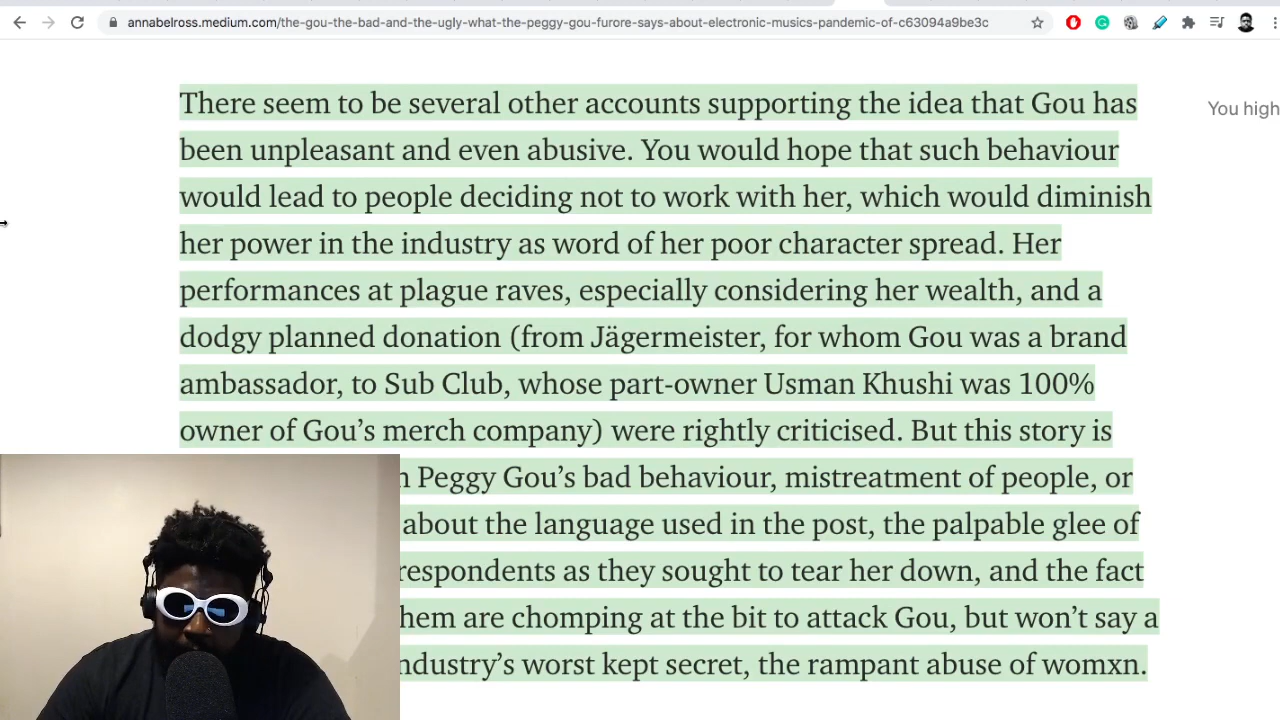 annabelross.medium.com/the-gou-the-bad-and-the-ugly-what-the-peggy-gou-furore-says-about-electronic-musics-pandemic-of-c63094a9be3c
There seem to be several other accounts supporting the idea that Gou has
You high
been unpleasant and even abusive. You would hope that such behaviour
would lead to people deciding not to work with her, which would diminish
her power in the industry as word of her poor character spread. Her
performances at plague raves, especially considering her wealth, and a
dodgy planned donation (from Jägermeister, for whom Gou was a brand
ambassador, to Sub Club, whose part-owner Usman Khushi was 100%
owner of Gou's merch company) were rightly criticised. But this story is
Peggy Gou's bad behaviour, mistreatment of people, or
about the language used in the post, the palpable glee of
respondents as they sought to tear her down, and the fact
hem are chomping at the bit to attack Gou, but won't say a
ndustry's worst kept secret, the rampant abuse of womxn.